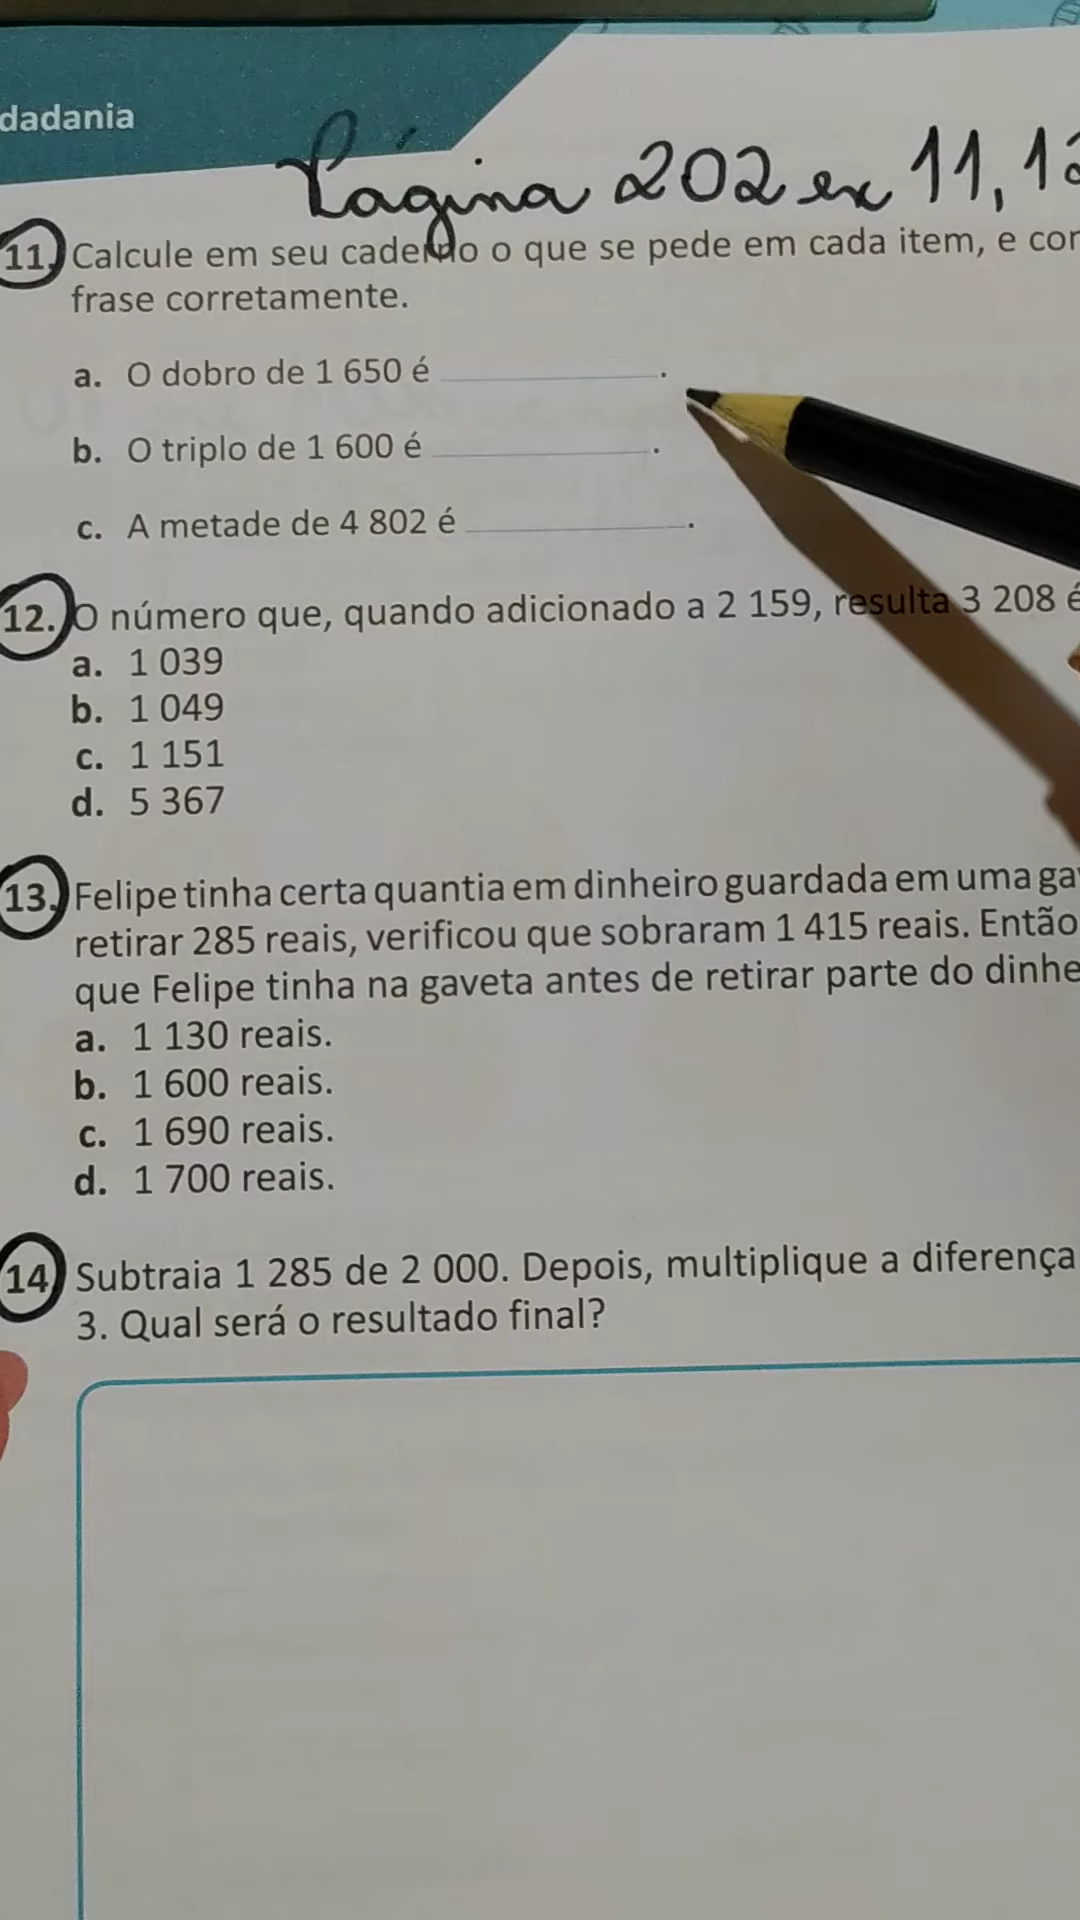 dadania
Página 202 ex 11, 12
11. Calcule em seu caderno o que se pede em cada item, e
frase corretamente.
a. O dobro de 1 650 é ____________.
b. O triplo de 1 600 é ____________.
c. A metade de 4 802 é ____________.
12. O número que, quando adicionado a 2 159, resulta 3 208 é
a. 1 039
b. 1 049
c. 1 151
d. 5 367
13. Felipe tinha certa quantia em dinheiro guardada em uma
retirar 285 reais, verificou que sobraram 1 415 reais. Então
que Felipe tinha na gaveta antes de retirar parte do
a. 1 130 reais.
b. 1 600 reais.
c. 1 690 reais.
d. 1 700 reais.
14. Subtraia 1 285 de 2 000. Depois, multiplique a diferença
3. Qual será o resultado final?